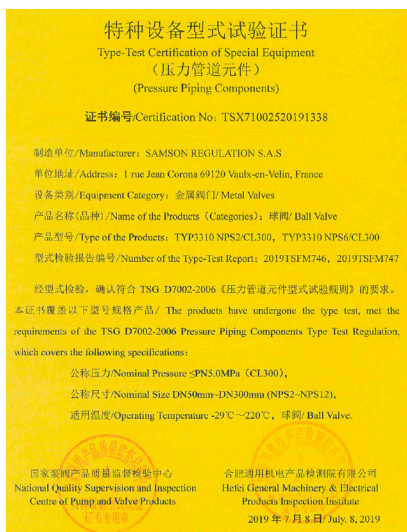 特种设备型式试验证书
Type-Test Certification of Special Equipment
（压力管道元件）
(Pressure Piping Components)
证书编号/Certification No：TSX71002520191338
制造单位/Manufacturer：SAMSON REGULATION S.A.S
单位地址/Address：1 rue Jean Corona 69120 Vaulx-en-Velin, France
设备类别/Equipment Category：金属阀门/ Metal Valves
产品名称(品种)/Name of the Products（Categories）：球阀/ Ball Valve
产品型号/Type of the Products：TYP3310 NPS2/CL300，TYP3310 NPS6/CL300
型式检验报告编号/Number of the Type-Test Report：2019TSFM746，2019TSFM747
经型式检验，确认符合 TSG D7002-2006《压力管道元件型式试验规则》的要求。
本证书覆盖以下型号规格产品/ The products have undergone the type test, met the
requirements of the TSG D7002-2006 Pressure Piping Components Type Test Regulation,
which covers the following specifications:
公称压力/Nominal Pressure ≤PN5.0MPa（CL300），
公称尺寸/Nominal Size DN50mm~DN300mm (NPS2~NPS12),
适用温度/Operating Temperature -29℃～220℃，球阀/ Ball Valve.
国家泵阀产品质量监督检验中心
National Quality Supervision and Inspection
Centre of Pump and Valve Products
证书专用章
合肥通用机电产品检测院有限公司
Hefei General Machinery & Electrical
Products Inspection Institute
2019 年 7 月 8 日/ July. 8, 2019